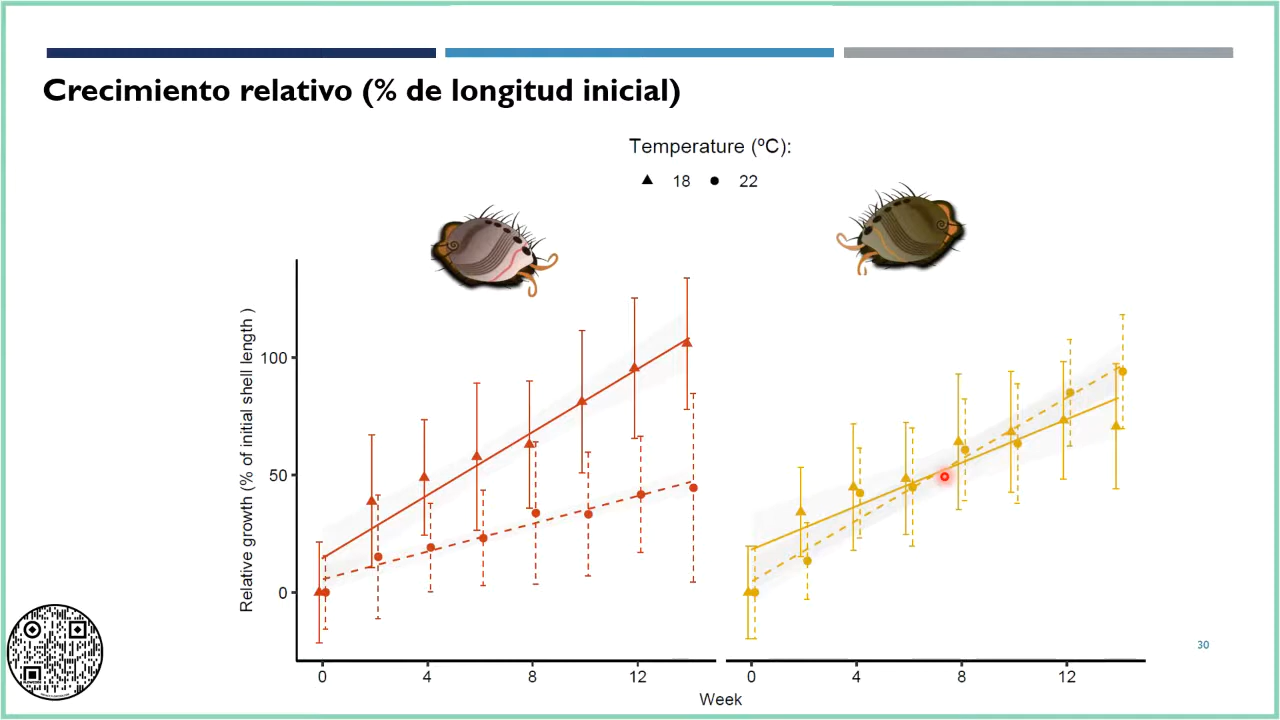 Crecimiento relativo (% de longitud inicial)
Temperature (ºC):
18 22
Relative growth (% of initial shell length )
100
50
0
0 4 8 12 0 4 8 12
Week
30